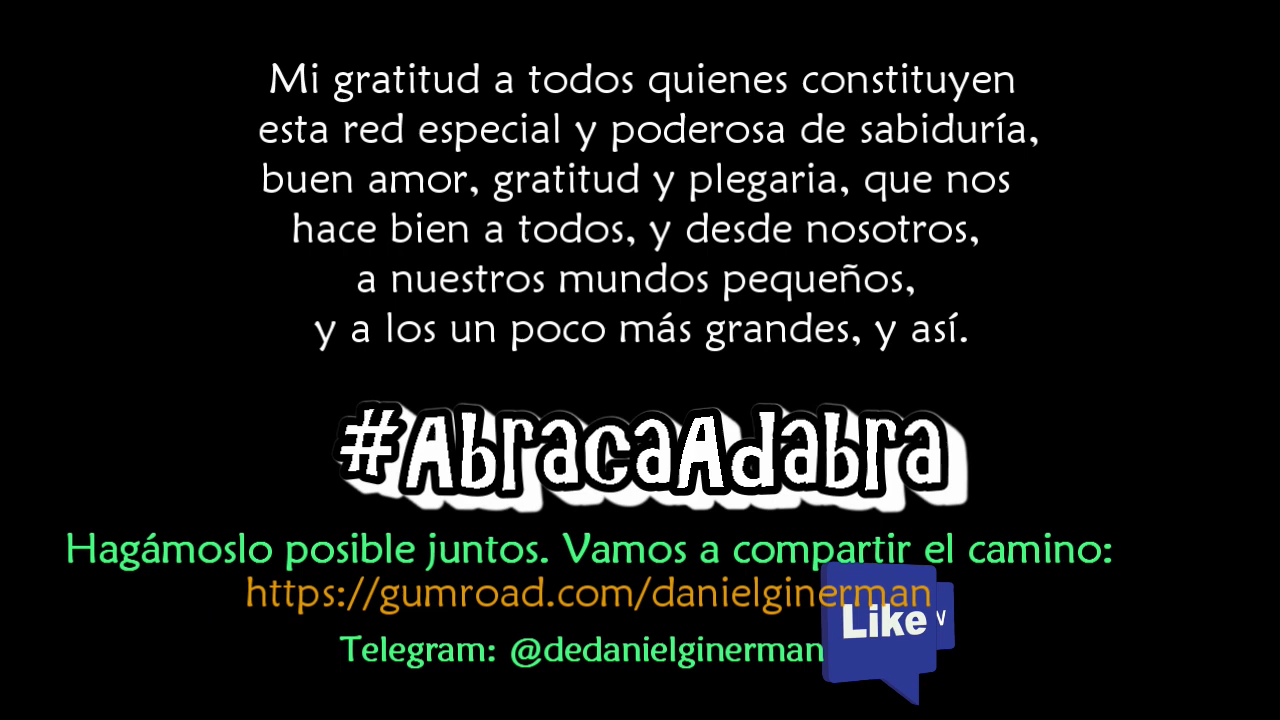 Mi gratitud a todos quienes constituyen
esta red especial y poderosa de sabiduría,
buen amor, gratitud y plegaria, que nos
hace bien a todos, y desde nosotros,
a nuestros mundos pequeños,
y a los un poco más grandes, y así.
#AbracaAdabra
Hagámoslo posible juntos. Vamos a compartir el camino:
https://gumroad.com/danielginerman
Like
Telegram: @dedanielginerman